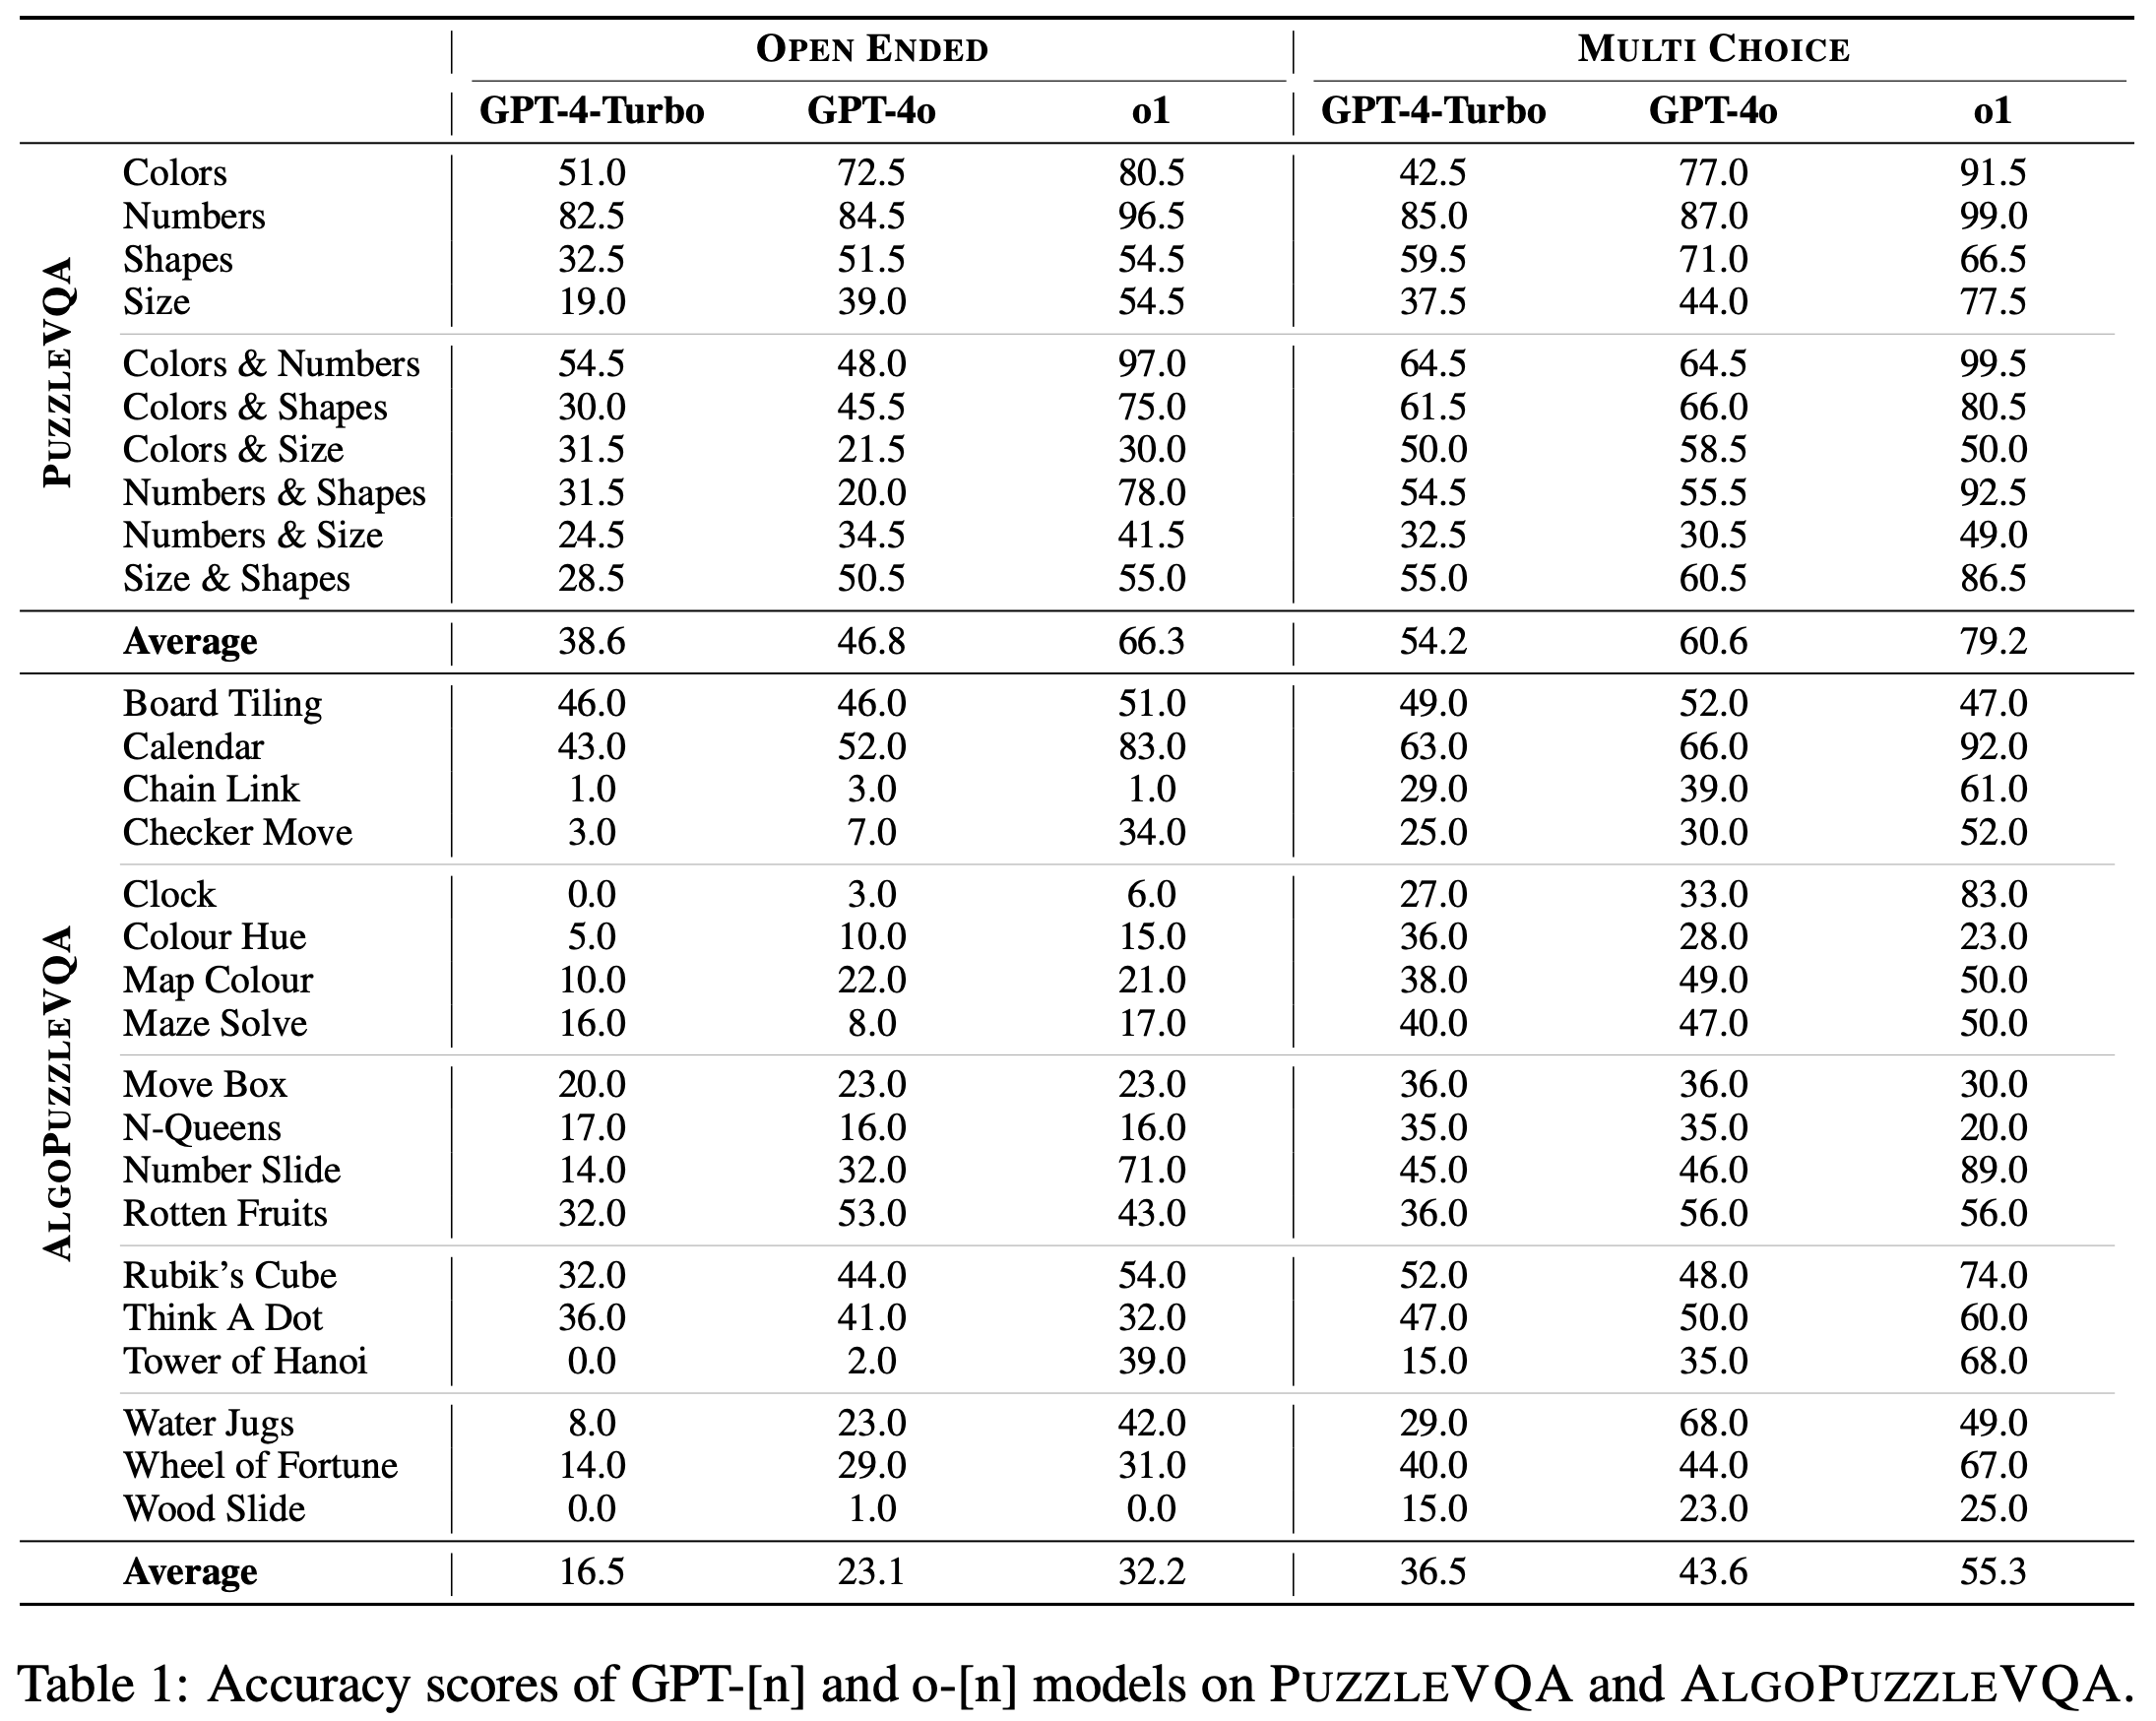 OPEN ENDED MULTI CHOICE
GPT-4-Turbo GPT-4o o1 GPT-4-Turbo GPT-4o o1
PUZZLEVQA
Colors 51.0 72.5 80.5 42.5 77.0 91.5
Numbers 82.5 84.5 96.5 85.0 87.0 99.0
Shapes 32.5 51.5 54.5 59.5 71.0 66.5
Size 19.0 39.0 54.5 37.5 44.0 77.5
Colors & Numbers 54.5 48.0 97.0 64.5 64.5 99.5
Colors & Shapes 30.0 45.5 75.0 61.5 66.0 80.5
Colors & Size 31.5 21.5 30.0 50.0 58.5 50.0
Numbers & Shapes 31.5 20.0 78.0 54.5 55.5 92.5
Numbers & Size 24.5 34.5 41.5 32.5 30.5 49.0
Size & Shapes 28.5 50.5 55.0 55.0 60.5 86.5
Average 38.6 46.8 66.3 54.2 60.6 79.2
ALGOPUZZLEVQA
Board Tiling 46.0 46.0 51.0 49.0 52.0 47.0
Calendar 43.0 52.0 83.0 63.0 66.0 92.0
Chain Link 1.0 3.0 1.0 29.0 39.0 61.0
Checker Move 3.0 7.0 34.0 25.0 30.0 52.0
Clock 0.0 3.0 6.0 27.0 33.0 83.0
Colour Hue 5.0 10.0 15.0 36.0 28.0 23.0
Map Colour 10.0 22.0 21.0 38.0 49.0 50.0
Maze Solve 16.0 8.0 17.0 40.0 47.0 50.0
Move Box 20.0 23.0 23.0 36.0 36.0 30.0
N-Queens 17.0 16.0 16.0 35.0 35.0 20.0
Number Slide 14.0 32.0 71.0 45.0 46.0 89.0
Rotten Fruits 32.0 53.0 43.0 36.0 56.0 56.0
Rubik's Cube 32.0 44.0 54.0 52.0 48.0 74.0
Think A Dot 36.0 41.0 32.0 47.0 50.0 60.0
Tower of Hanoi 0.0 2.0 39.0 15.0 35.0 68.0
Water Jugs 8.0 23.0 42.0 29.0 68.0 49.0
Wheel of Fortune 14.0 29.0 31.0 40.0 44.0 67.0
Wood Slide 0.0 1.0 0.0 15.0 23.0 25.0
Average 16.5 23.1 32.2 36.5 43.6 55.3
Table 1: Accuracy scores of GPT-[n] and o-[n] models on PUZZLEVQA and ALGOPUZZLEVQA.